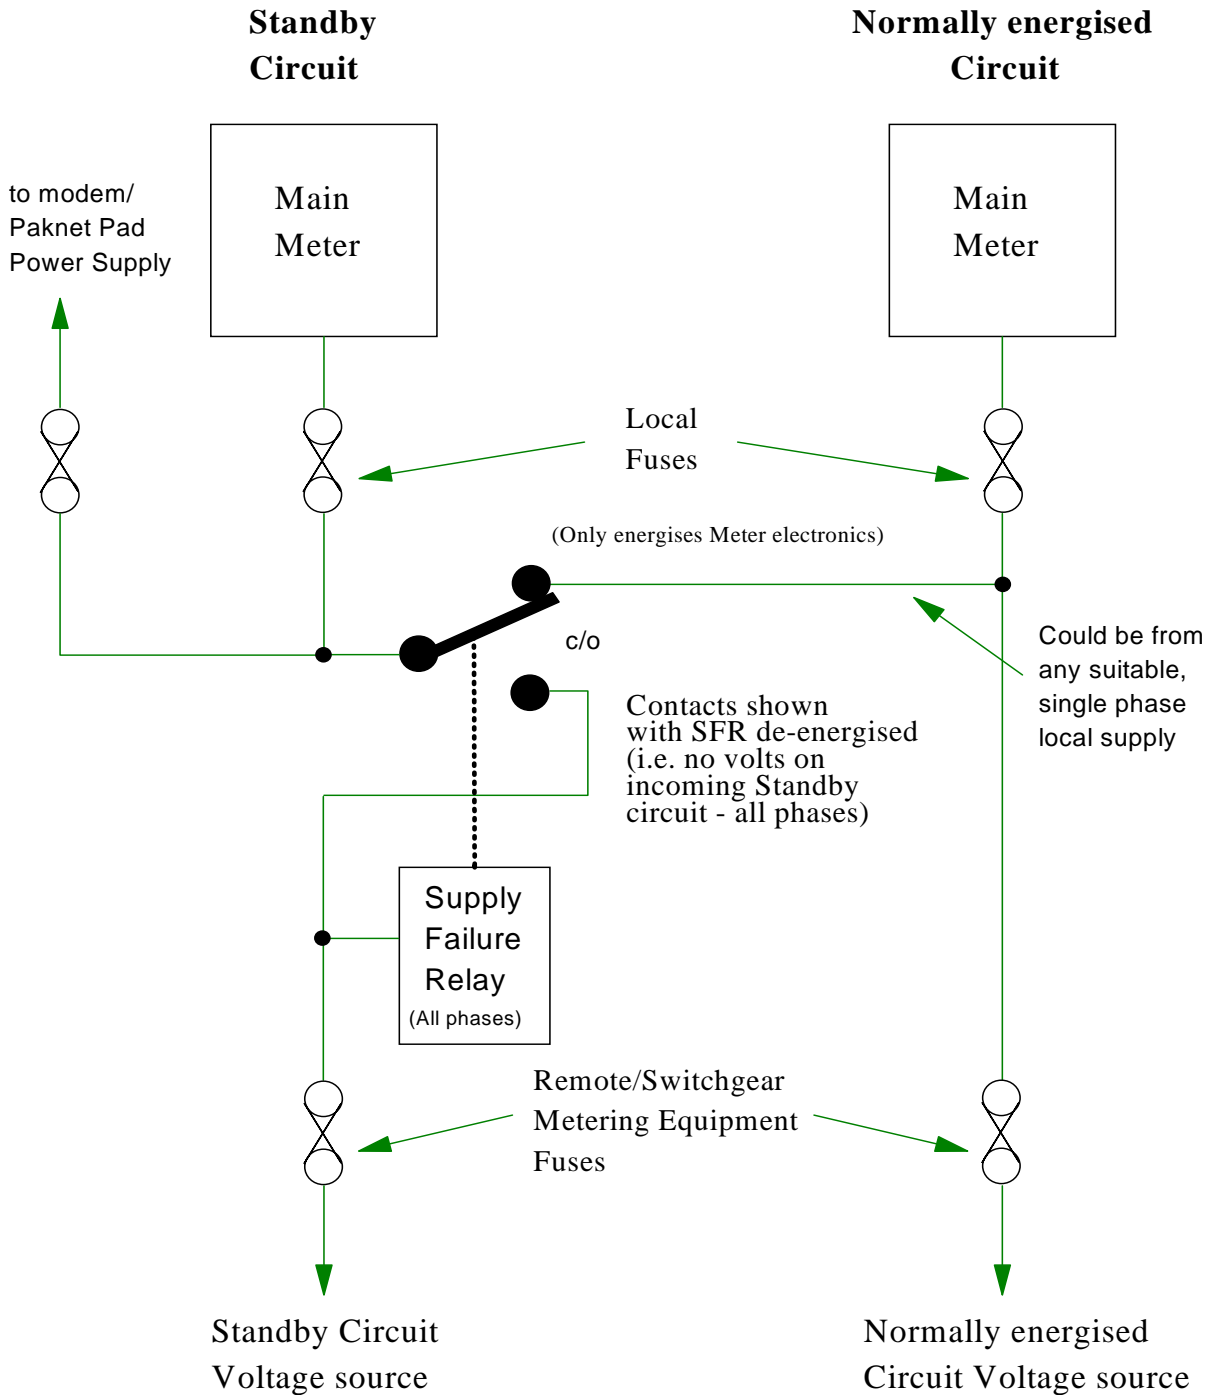 Standby
Circuit
Normally energised
Circuit
to modem/
Paknet Pad
Power Supply
Main
Meter
Main
Meter
Local
Fuses
(Only energises Meter electronics)
c/o
Could be from
any suitable,
single phase
local supply
Contacts shown
with SFR de-energised
(i.e. no volts on
incoming Standby
circuit - all phases)
Supply
Failure
Relay
(All phases)
Remote/Switchgear
Metering Equipment
Fuses
Standby Circuit
Voltage source
Normally energised
Circuit Voltage source